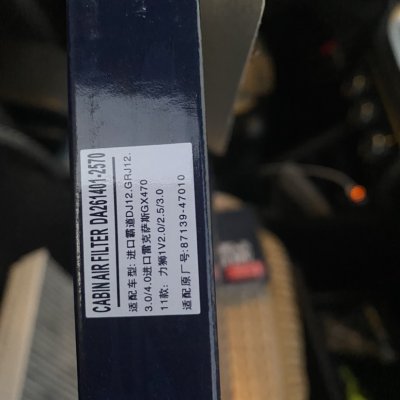 CABIN AIR FILTER DA261401-2570
适配车型: 进口霸道DJ12.GRJ12.
3.0/4.0进口雷克萨斯GX470
11款: 力狮1V2.0/2.5/3.0
适配原厂号: 87139-47010